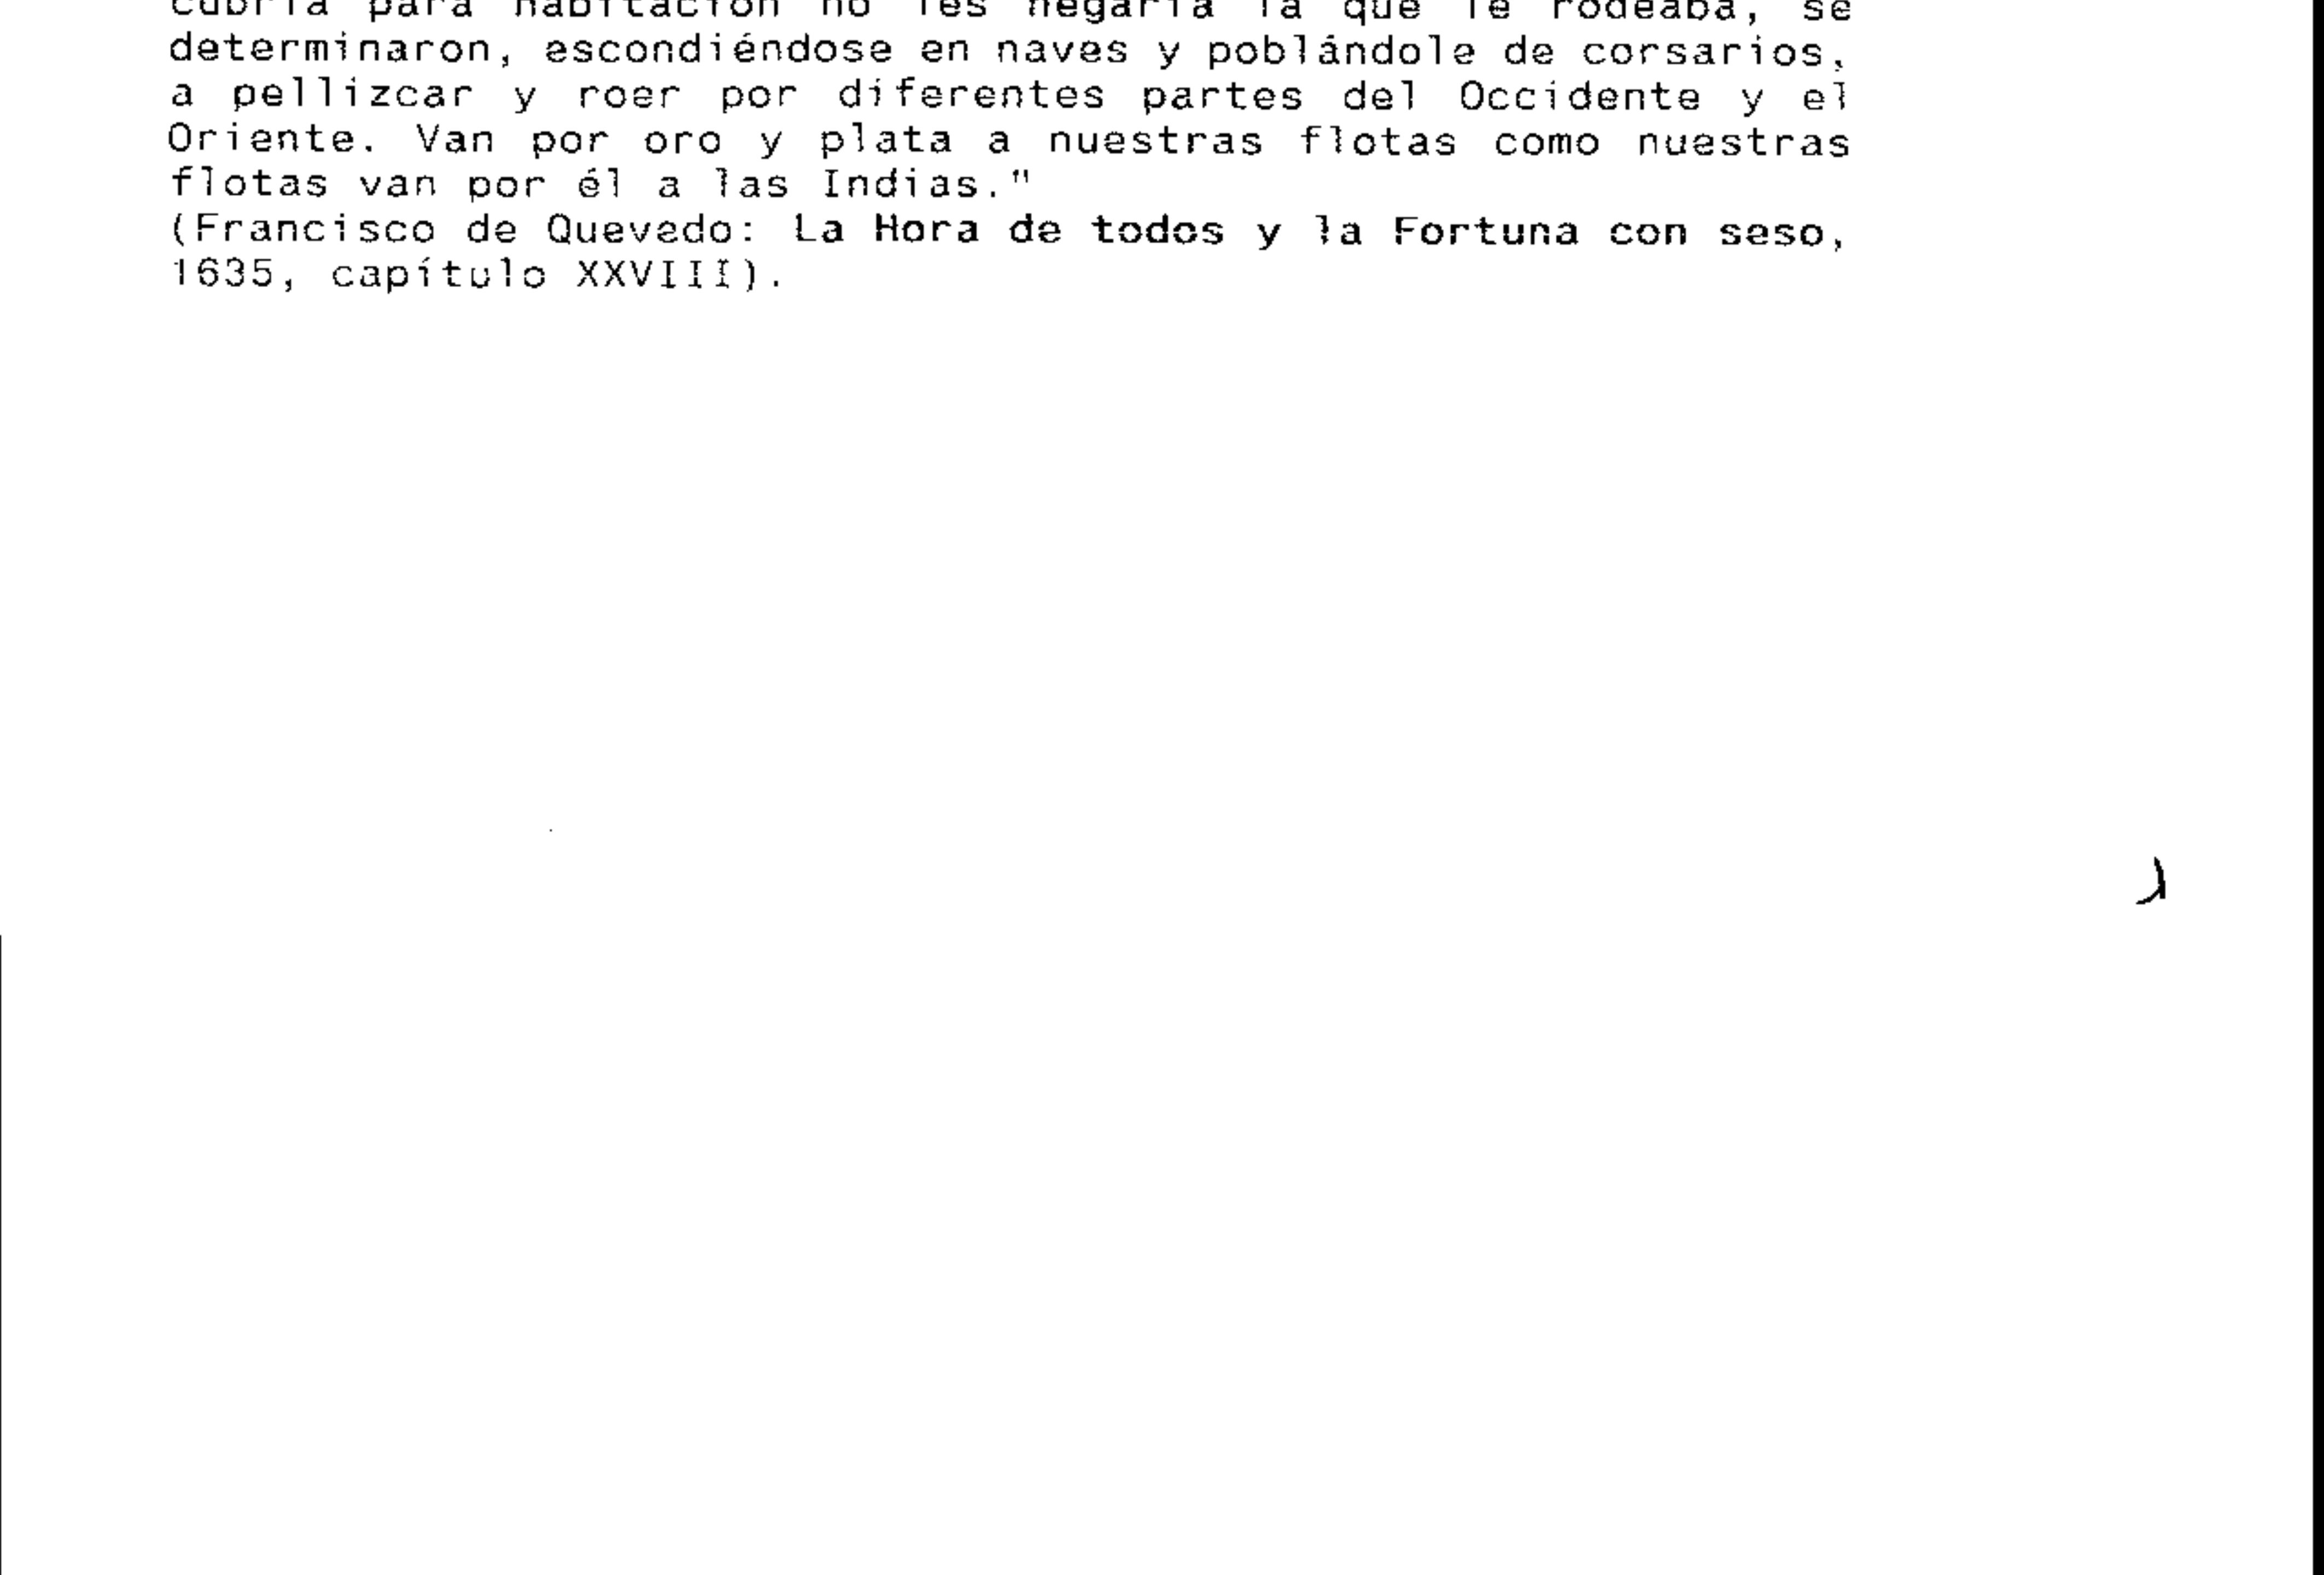 cubría para habitación no les negaría la que le rodeaba, se
determinaron, escondiéndose en naves y poblándole de corsarios,
a pellizcar y roer por diferentes partes del Occidente y el
Oriente. Van por oro y plata a nuestras flotas como nuestras
flotas van por él a las Indias."
(Francisco de Quevedo: La Hora de todos y la Fortuna con seso,
1635, capítulo XXVIII).